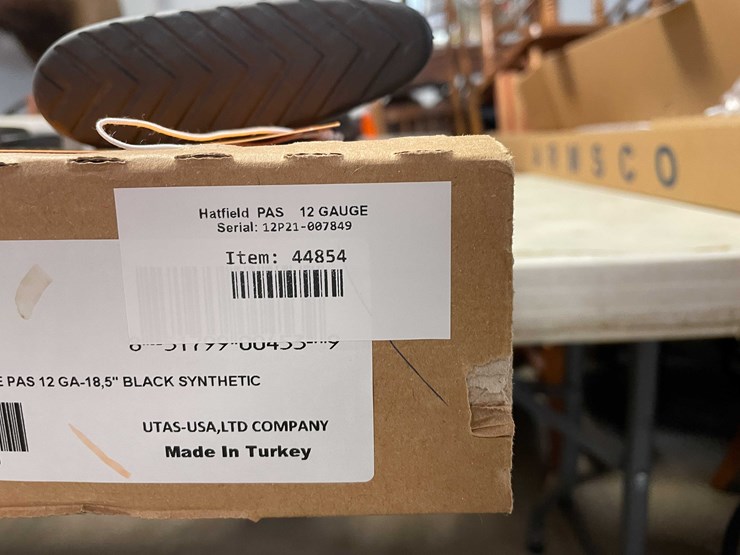 Hatfield PAS 12 GAUGE
Serial: 12P21-007849
Item: 44854
E PAS 12 GA-18,5" BLACK SYNTHETIC
UTAS-USA,LTD COMPANY
Made In Turkey
ARMSCO